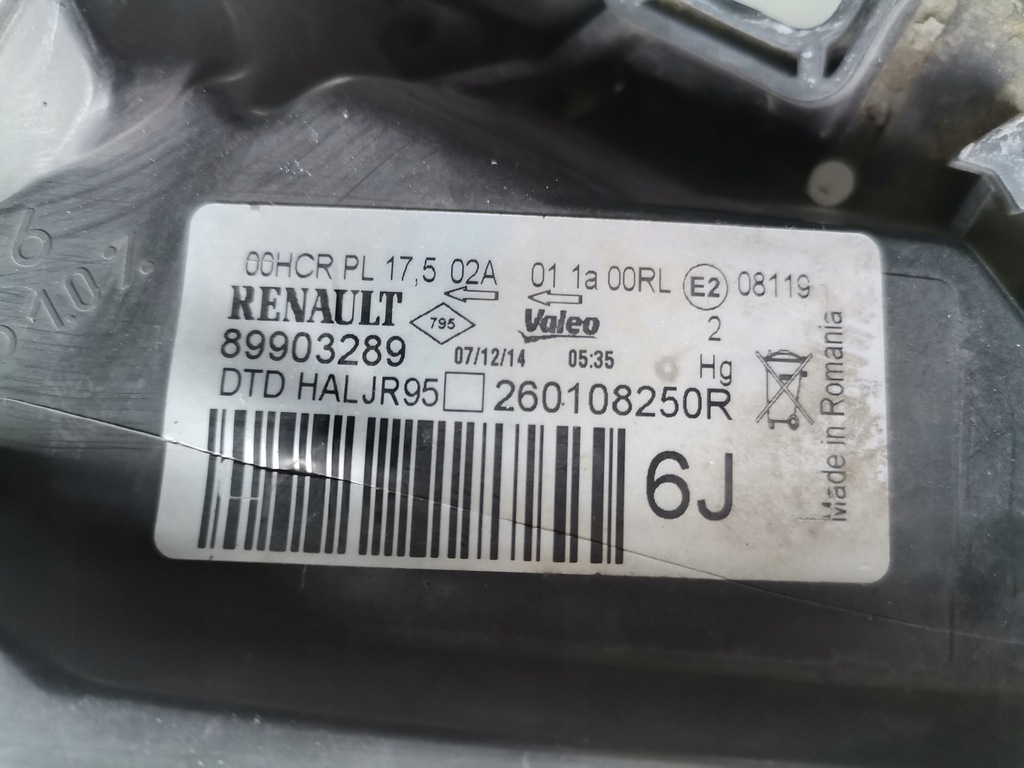 00HCR PL 17,5 02A 01 1a 00RL E2 08119
RENAULT 795 Valeo 2
89903289 07/12/14 05:35 Hg
DTD HALJR95 260108250R
6J
Made in Romania